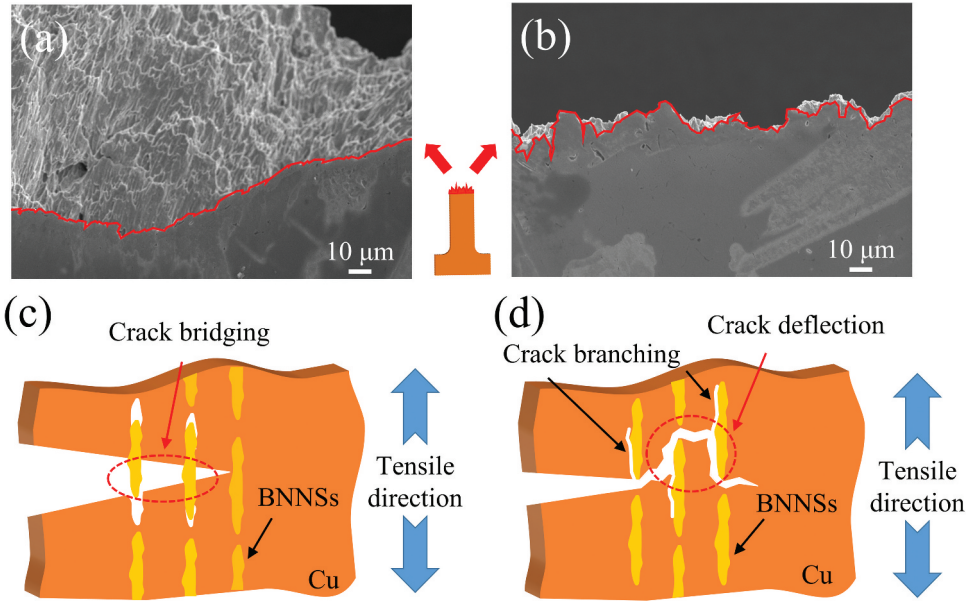 (a)
10 μm
(b)
10 μm
(c)
Crack bridging
BNNSs
Cu
Tensile
direction
(d)
Crack deflection
Crack branching
BNNSs
Cu
Tensile
direction